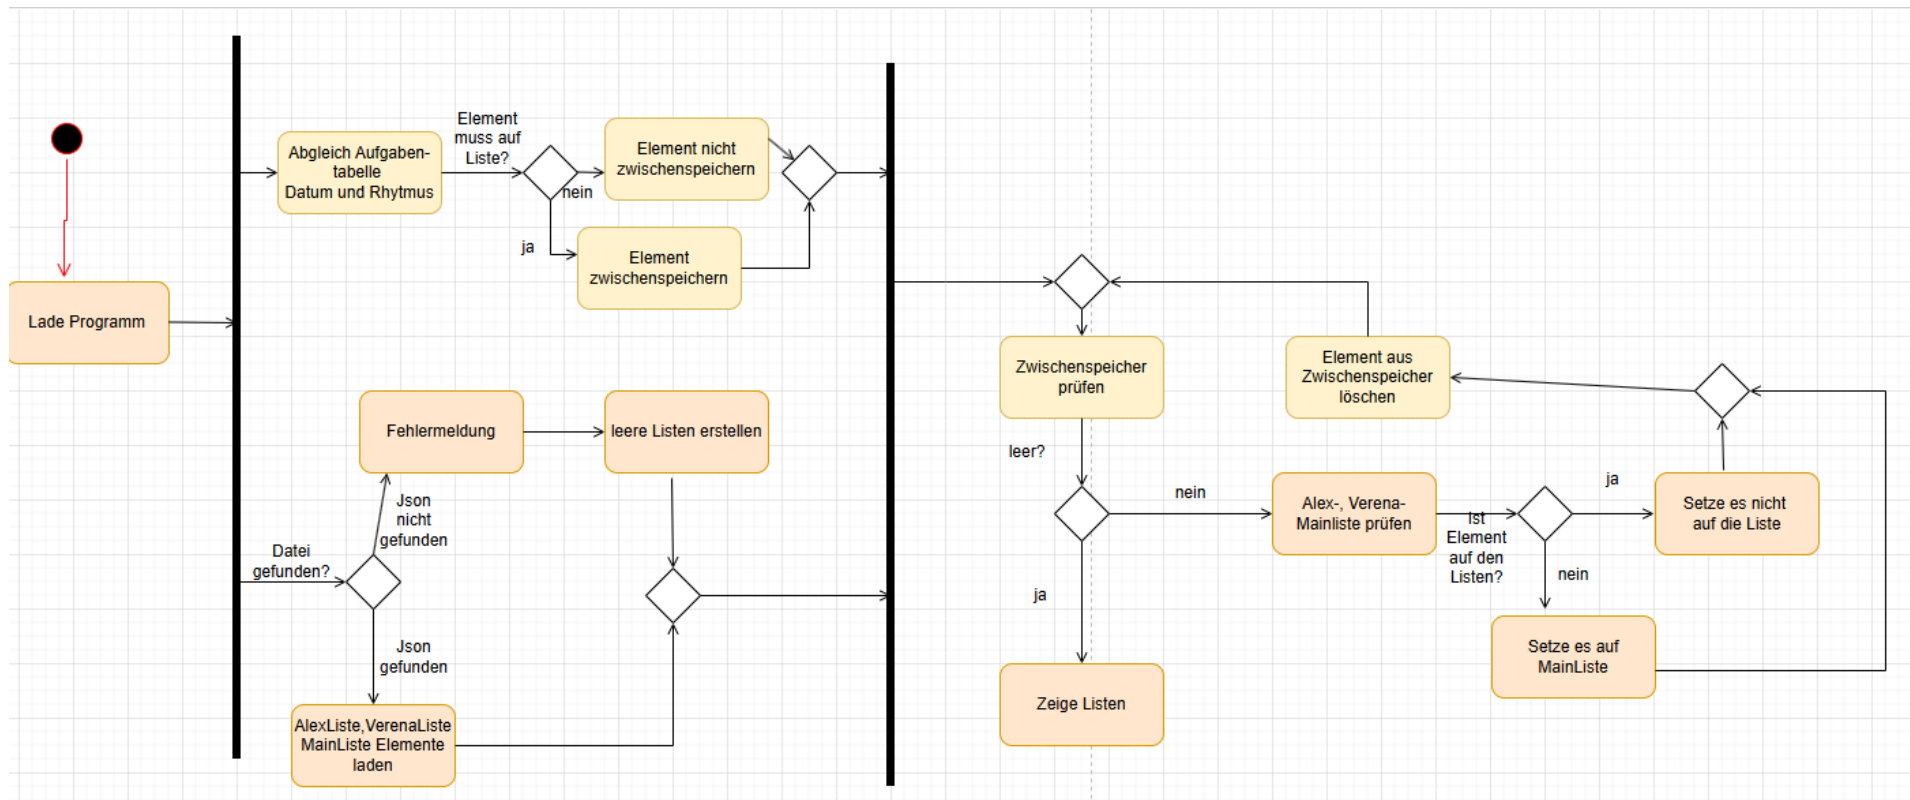 Lade Programm
Abgleich Aufgaben-
tabelle
Datum und Rhytmus
Element
muss auf
Liste?
nein
ja
Element nicht
zwischenspeichern
Element
zwischenspeichern
Datei
gefunden?
Json
nicht
gefunden
Fehlermeldung
leere Listen erstellen
Json
gefunden
AlexListe,VerenaListe
MainListe Elemente
laden
Zwischenspeicher
prüfen
leer?
nein
ja
Zeige Listen
Alex-, Verena-
Mainliste prüfen
Ist
Element
auf den
Listen?
ja
nein
Setze es nicht
auf die Liste
Setze es auf
MainListe
Element aus
Zwischenspeicher
löschen